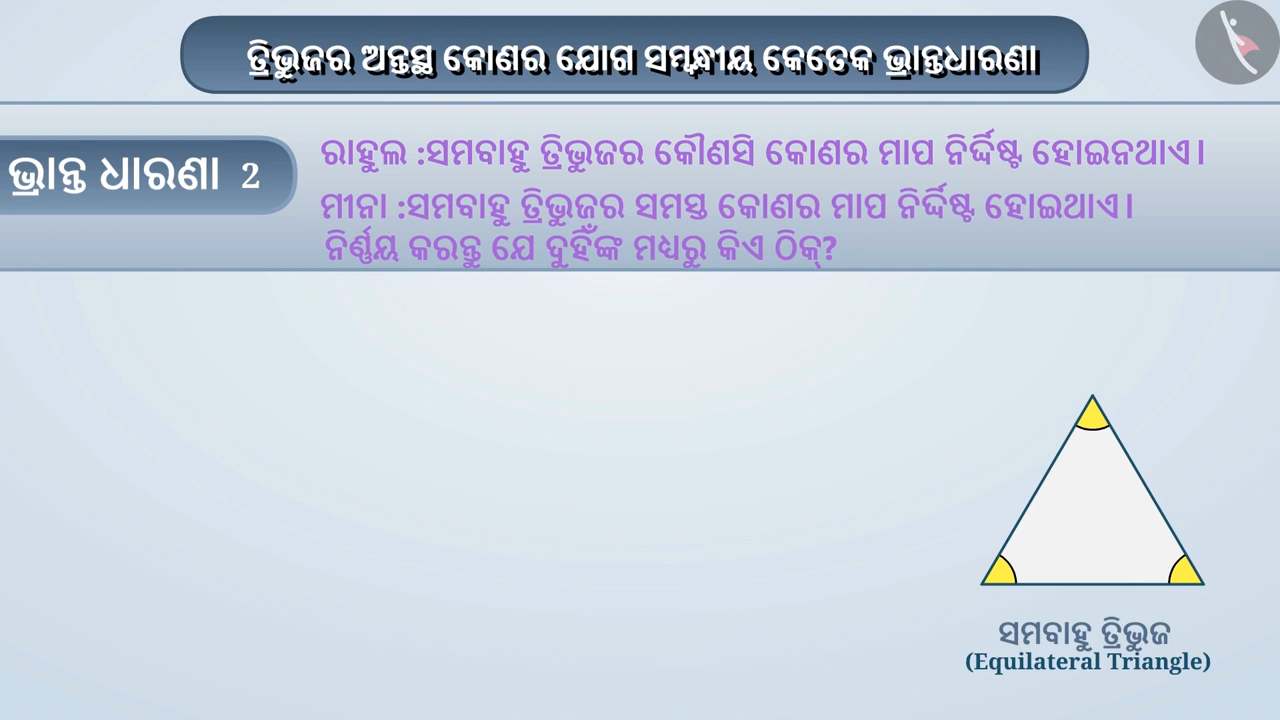 ତ୍ରିଭୁଜର ଅନ୍ତସ୍ଥ କୋଣର ଯୋଗ ସମ୍ବନ୍ଧୀୟ କେତେକ ଭ୍ରାନ୍ତଧାରଣା
ଭ୍ରାନ୍ତ ଧାରଣା 2
ରାହୁଲ :ସମବାହୁ ତ୍ରିଭୁଜର କୌଣସି କୋଣର ମାପ ନିର୍ଦ୍ଦିଷ୍ଟ ହୋଇନଥାଏ।
ମୀନା :ସମବାହୁ ତ୍ରିଭୁଜର ସମସ୍ତ କୋଣର ମାପ ନିର୍ଦ୍ଦିଷ୍ଟ ହୋଇଥାଏ।
ନିର୍ଣ୍ଣୟ କରନ୍ତୁ ଯେ ଦୁହିଁଙ୍କ ମଧ୍ଯରୁ କିଏ ଠିକ୍?
ସମବାହୁ ତ୍ରିଭୁଜ
(Equilateral Triangle)